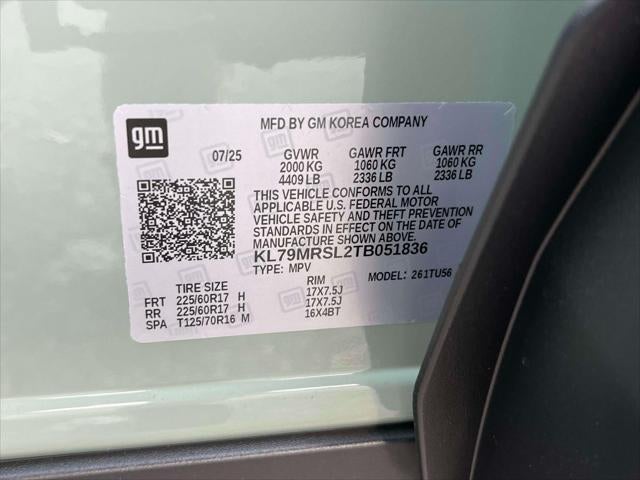 gm
MFD BY GM KOREA COMPANY
07/25 GVWR GAWR FRT GAWR RR
2000 KG 1060 KG 1060 KG
4409 LB 2336 LB 2336 LB
THIS VEHICLE CONFORMS TO ALL
APPLICABLE U.S. FEDERAL MOTOR
VEHICLE SAFETY AND THEFT PREVENTION
STANDARDS IN EFFECT ON THE DATE OF
MANUFACTURE SHOWN ABOVE.
KL79MRSL2TB051836
TYPE: MPV MODEL: 261TU56
TIRE SIZE RIM
FRT 225/60R17 H 17X7.5J
RR 225/60R17 H 17X7.5J
SPA T125/70R16 M 16X4BT